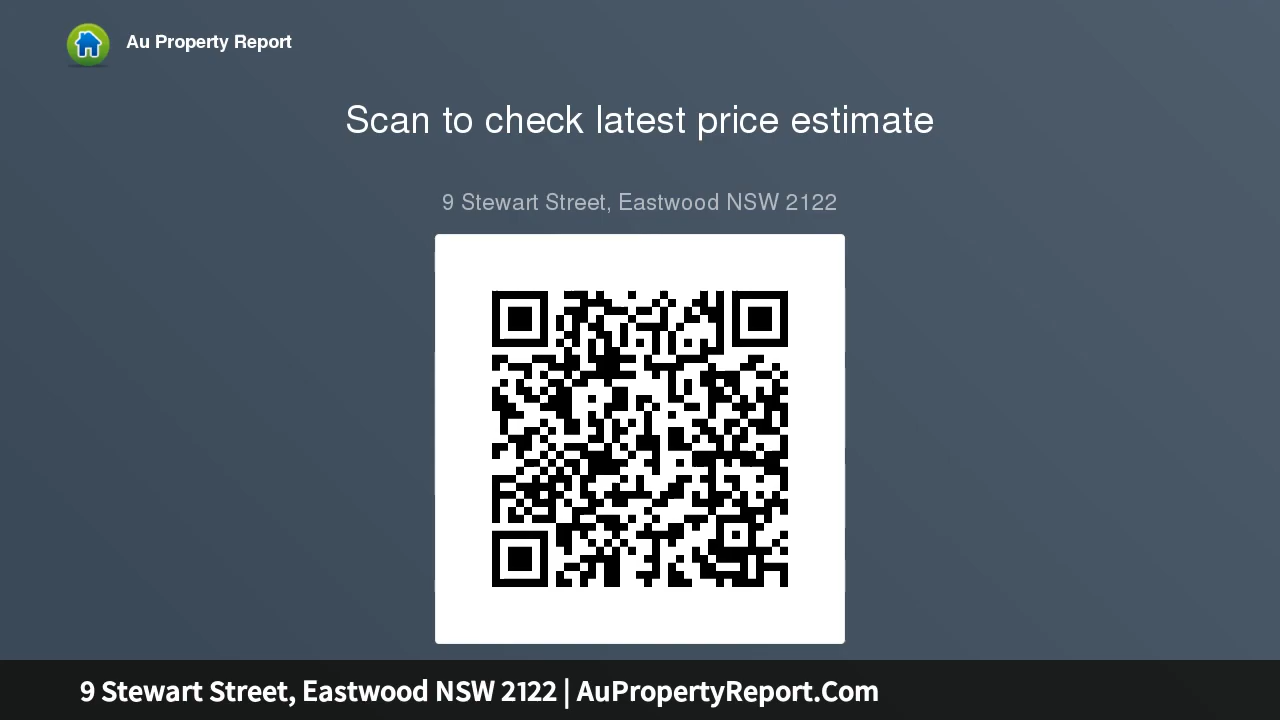 Au Property Report
Scan to check latest price estimate
9 Stewart Street, Eastwood NSW 2122
9 Stewart Street, Eastwood NSW 2122 | AuPropertyReport.Com